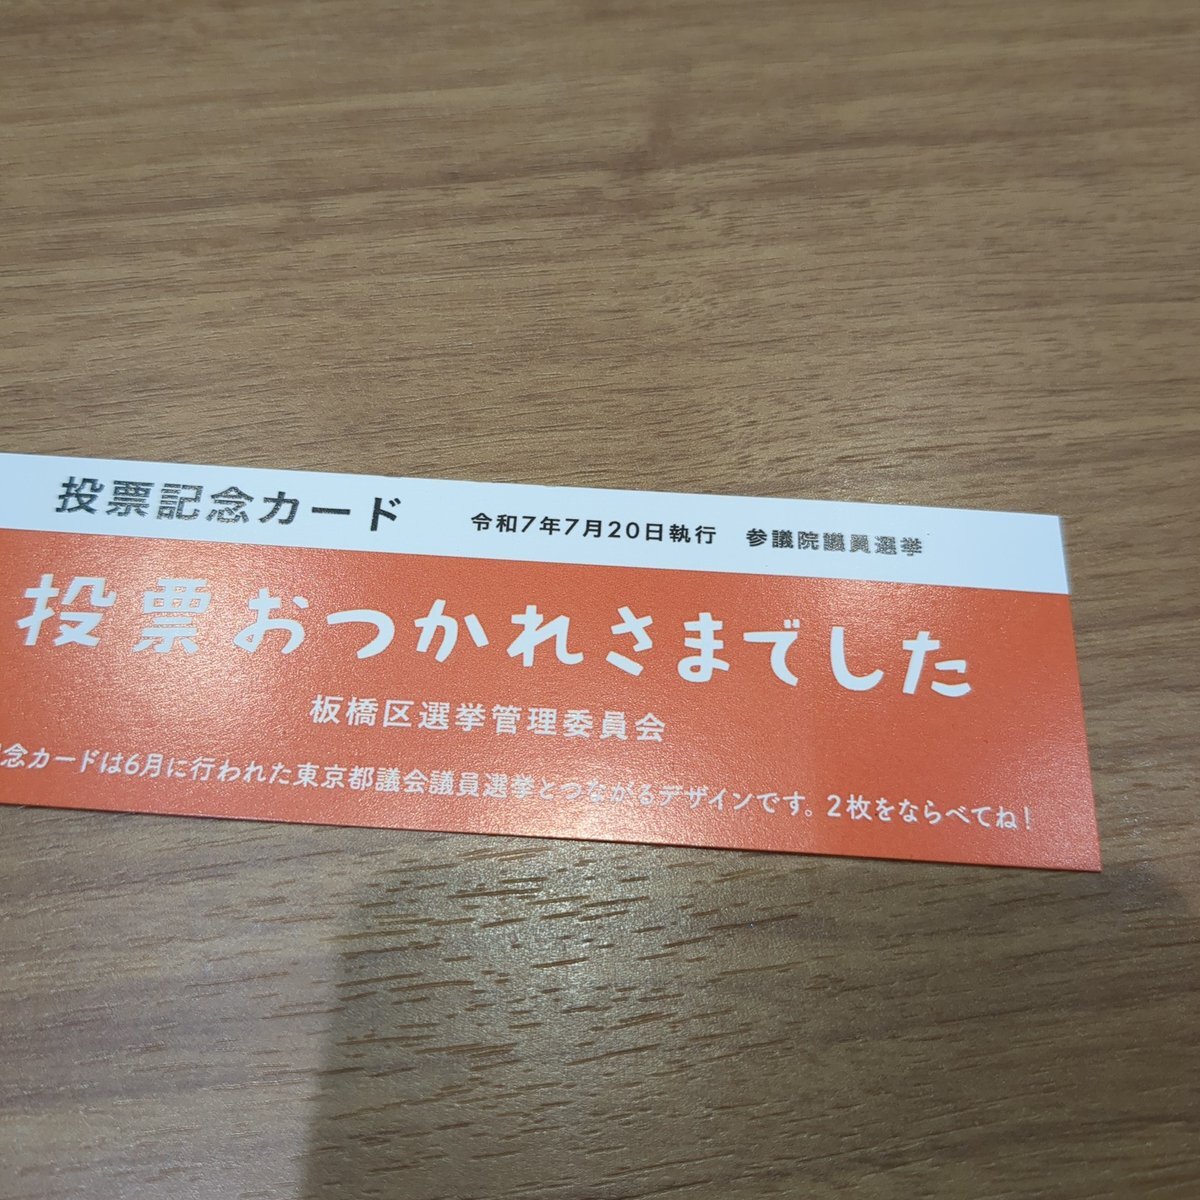 投票記念カード 令和7年7月20日執行 参議院議員選挙
投票おつかれさまでした
板橋区選挙管理委員会
念カードは6月に行われた東京都議会議員選挙とつながるデザインです。2枚をならべてね!